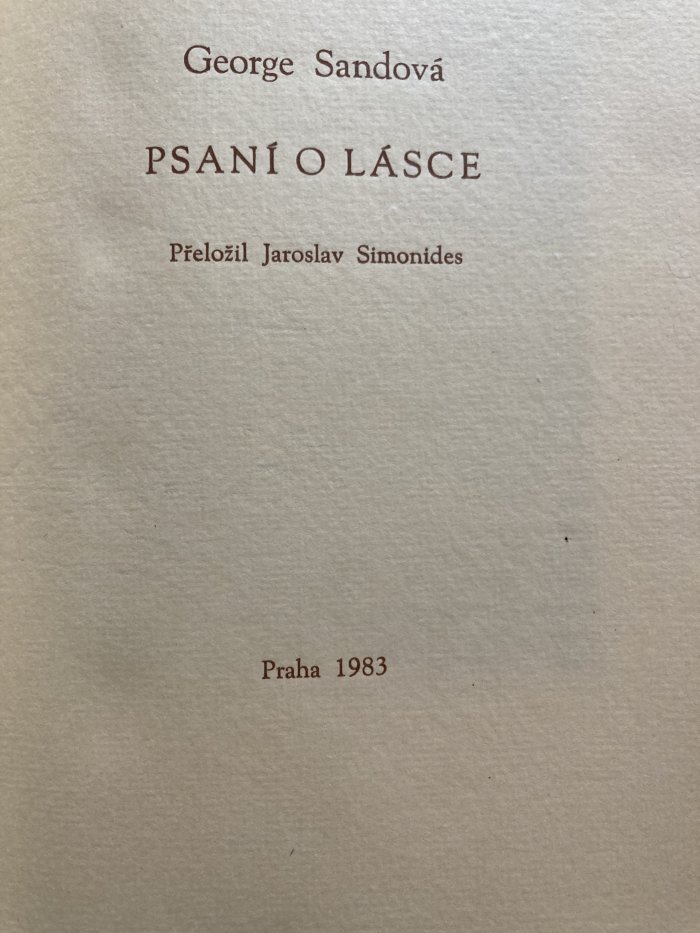 George Sandová
PSANÍ O LÁSCE
Přeložil Jaroslav Simonides
Praha 1983